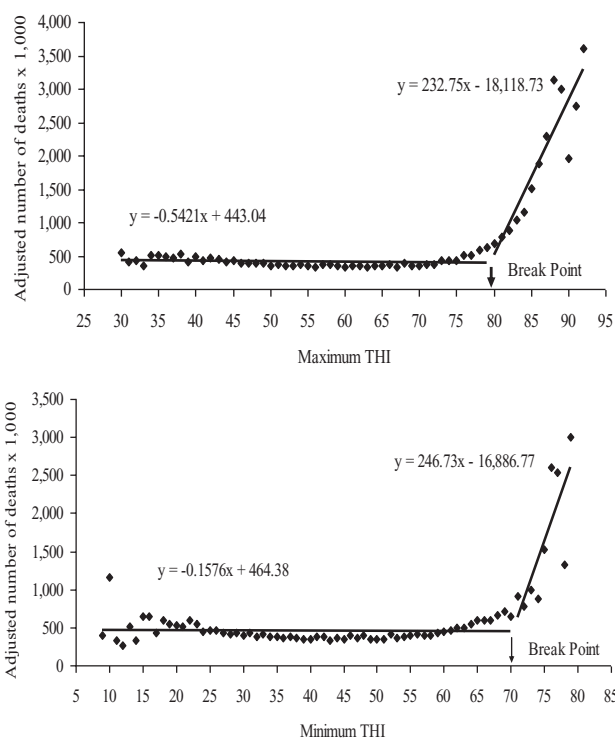 Adjusted number of deaths x 1,000
4,000
3,500
3,000
2,500
2,000
1,500
1,000
500
0
y = 232.75x - 18,118.73
y = -0.5421x + 443.04
Break Point
25 30 35 40 45 50 55 60 65 70 75 80 85 90 95
Maximum THI
Adjusted number of deaths x 1,000
3,500
3,000
2,500
2,000
1,500
1,000
500
0
y = 246.73x - 16,886.77
y = -0.1576x + 464.38
Break Point
5 10 15 20 25 30 35 40 45 50 55 60 65 70 75 80 85
Minimum THI